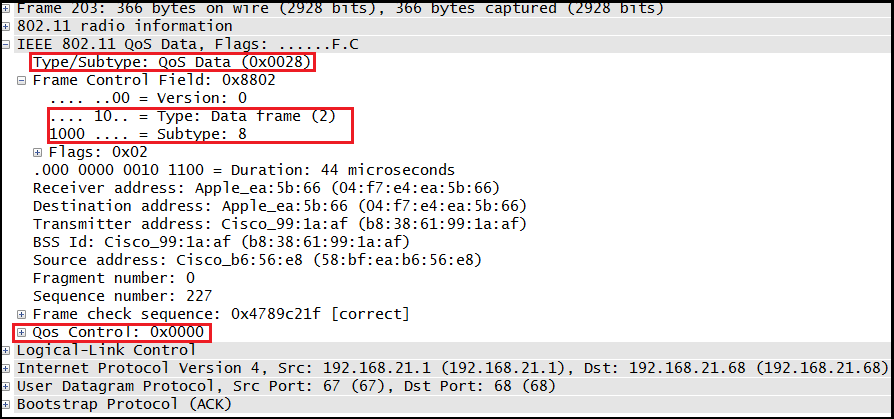 Frame 203: 366 bytes on wire (2928 bits), 366 bytes captured (2928 bits)
802.11 radio information
IEEE 802.11 QoS Data, Flags: ......F.C
Type/Subtype: QoS Data (0x0028)
Frame Control Field: 0x8802
.... ..00 = Version: 0
.... 10.. = Type: Data frame (2)
1000 .... = Subtype: 8
Flags: 0x02
.000 0000 0010 1100 = Duration: 44 microseconds
Receiver address: Apple_ea:5b:66 (04:f7:e4:ea:5b:66)
Destination address: Apple_ea:5b:66 (04:f7:e4:ea:5b:66)
Transmitter address: Cisco_99:1a:af (b8:38:61:99:1a:af)
BSS Id: Cisco_99:1a:af (b8:38:61:99:1a:af)
Source address: Cisco_b6:56:e8 (58:bf:ea:b6:56:e8)
Fragment number: 0
Sequence number: 227
Frame check sequence: 0x4789c21f [correct]
Qos Control: 0x0000
Logical-Link Control
Internet Protocol Version 4, Src: 192.168.21.1 (192.168.21.1), Dst: 192.168.21.68 (192.168.21.68)
User Datagram Protocol, Src Port: 67 (67), Dst Port: 68 (68)
Bootstrap Protocol (ACK)